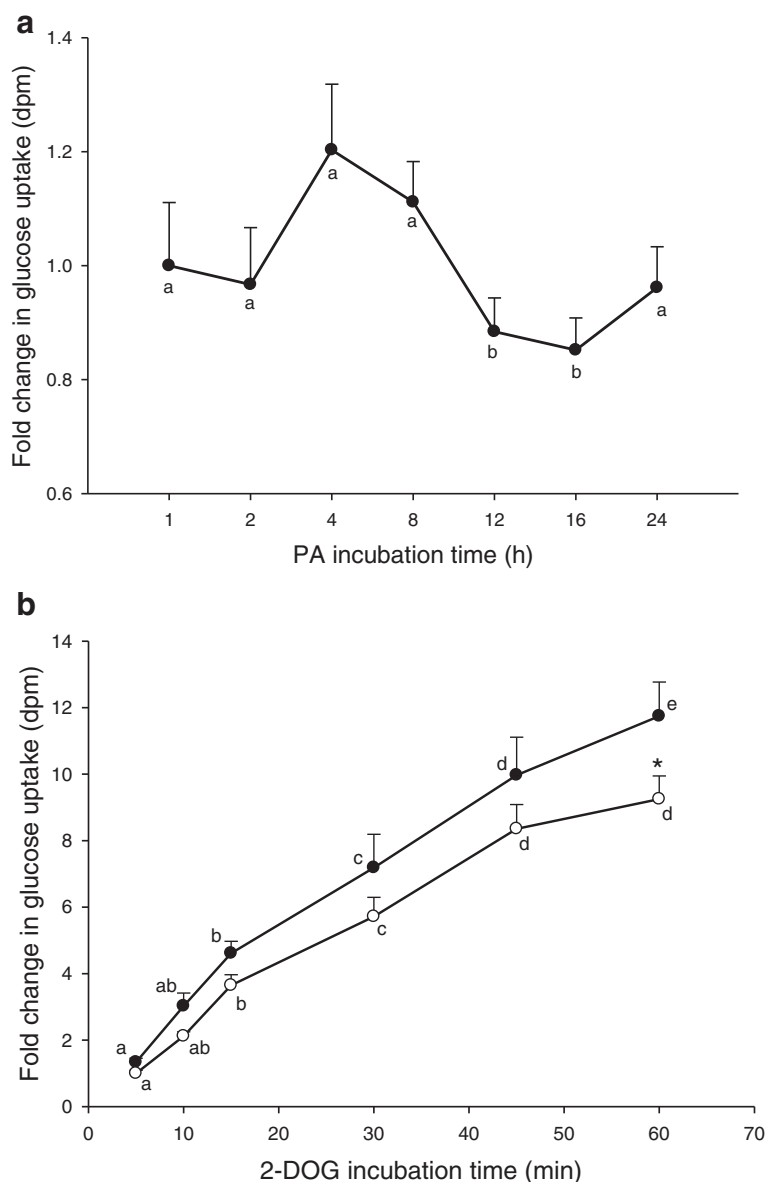 a
Fold change in glucose uptake (dpm)
1.4
1.2
1.0
0.8
0.6
a
a
a
a
b
b
a
1 2 4 8 12 16 24
PA incubation time (h)
b
Fold change in glucose uptake (dpm)
14
12
10
8
6
4
2
0
a
ab
b
c
d
e
*
a
ab
b
c
d
d
0 10 20 30 40 50 60 70
2-DOG incubation time (min)